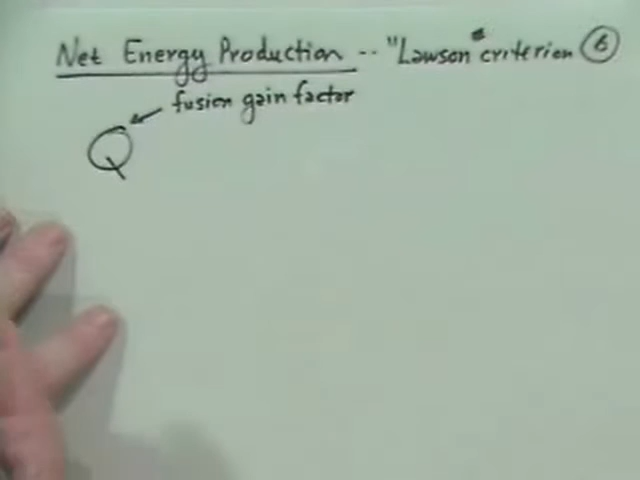 Net Energy Production -- "Lawson" criterion 6
fusion gain factor
Q